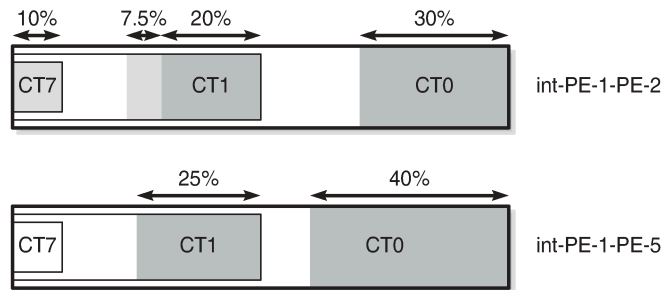 10% 7.5% 20% 30%
CT7 CT1 CT0 int-PE-1-PE-2
25% 40%
CT7 CT1 CT0 int-PE-1-PE-5